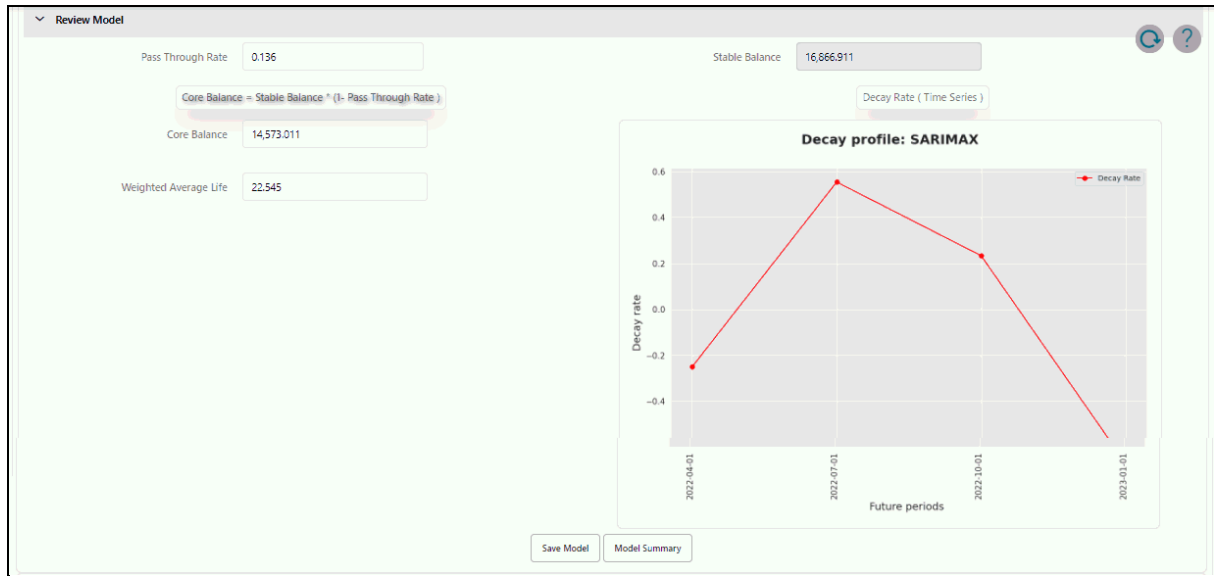 Review Model
?
Pass Through Rate 0.136
Stable Balance 16,866.911
Core Balance = Stable Balance * (1- Pass Through Rate )
Decay Rate ( Time Series )
Core Balance 14,573.011
Weighted Average Life 22.545
Decay profile: SARIMAX
Decay Rate
0.6
0.4
0.2
0.0
−0.2
−0.4
Decay rate
2022-04-01
2022-07-01
2022-10-01
2023-01-01
Future periods
Save Model
Model Summary